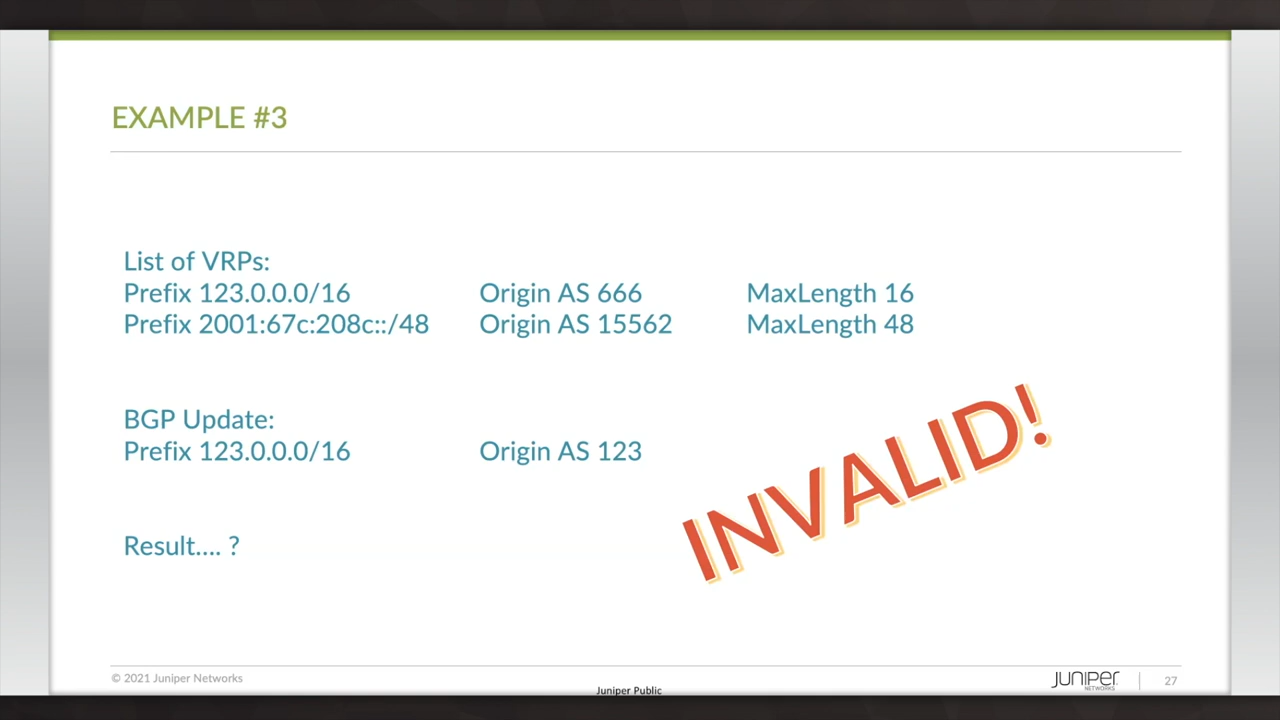 EXAMPLE #3
List of VRPs:
Prefix 123.0.0.0/16 Origin AS 666 MaxLength 16
Prefix 2001:67c:208c::/48 Origin AS 15562 MaxLength 48
BGP Update:
Prefix 123.0.0.0/16 Origin AS 123
INVALID!
Result.... ?
© 2021 Juniper Networks
Juniper Public
JUNIPER
NETWORKS
27